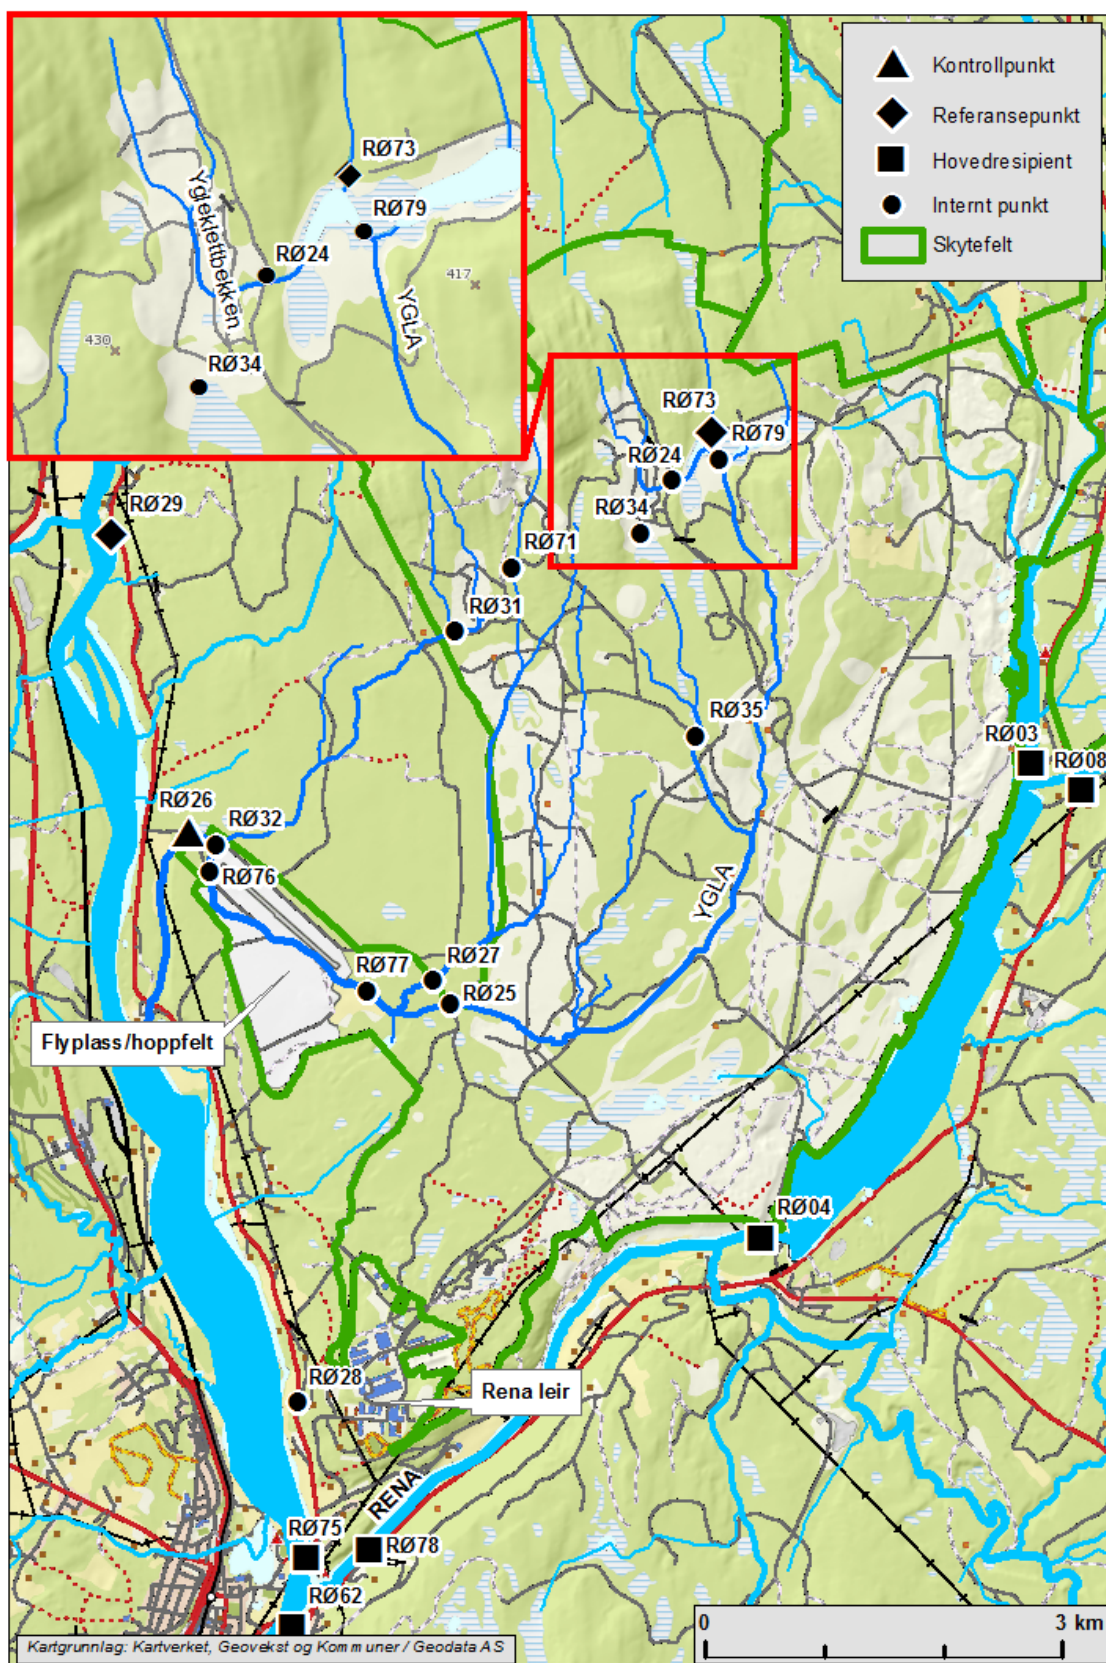 Kontrollpunkt
Referansepunkt
Hovedresipient
Internt punkt
Skytefelt
RØ73
RØ79
RØ24
Ygleklettbekken
YGLA
417
430
RØ34
RØ73
RØ79
RØ24
RØ34
RØ29
RØ71
RØ31
RØ35
RØ03
RØ08
RØ26
RØ32
RØ76
YGLA
RØ27
RØ77
RØ25
Flyplass/hoppfelt
RØ04
RØ28
Rena leir
RENA
RØ75
RØ78
RØ62
0 3 km
Kartgrunnlag: Kartverket, Geovekst og Kommuner / Geodata AS